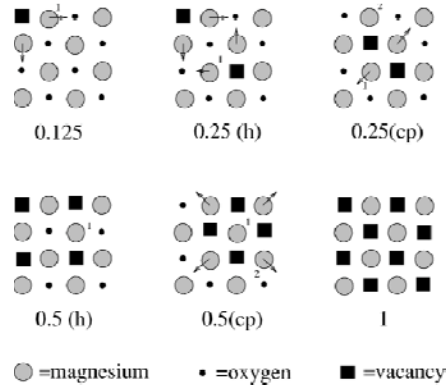 1
1
2
1
0.125
0.25 (h)
0.25(cp)
1
1
2
0.5 (h)
0.5(cp)
1
=magnesium
=oxygen
=vacancy